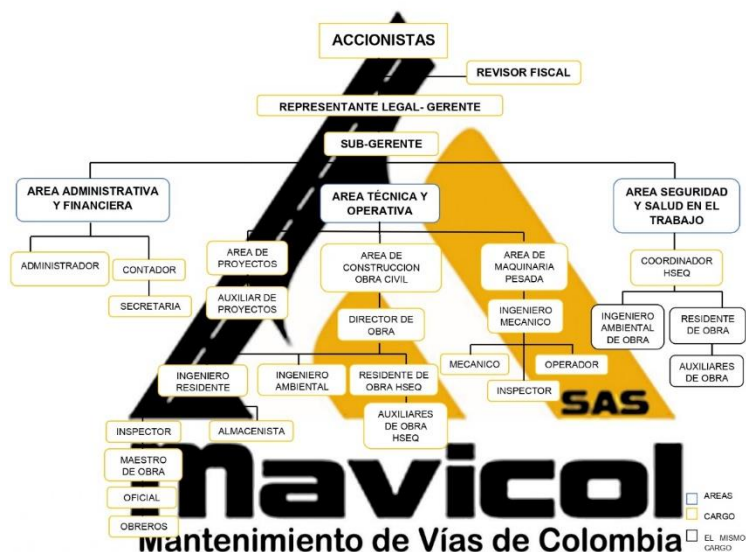 ACCIONISTAS
REVISOR FISCAL
REPRESENTANTE LEGAL- GERENTE
SUB-GERENTE
AREA ADMINISTRATIVA
Y FINANCIERA
AREA TÉCNICA Y
OPERATIVA
AREA SEGURIDAD
Y SALUD EN EL
TRABAJO
ADMINISTRADOR
CONTADOR
SECRETARIA
AREA DE
PROYECTOS
AUXILIAR DE
PROYECTOS
AREA DE
CONSTRUCCION
OBRA CIVIL
DIRECTOR DE
OBRA
AREA DE
MAQUINARIA
PESADA
INGENIERO
MECANICO
MECANICO
OPERADOR
INSPECTOR
COORDINADOR
HSEQ
INGENIERO
AMBIENTAL
DE OBRA
RESIDENTE
DE OBRA
AUXILIARES
DE OBRA
INGENIERO
RESIDENTE
INGENIERO
AMBIENTAL
RESIDENTE DE
OBRA HSEQ
AUXILIARES
DE OBRA
HSEQ
INSPECTOR
ALMACENISTA
MAESTRO
DE OBRA
OFICIAL
OBREROS
SAS
mavicol
Mantenimiento de Vías de Colombia
AREAS
CARGO
EL MISMO
CARGO